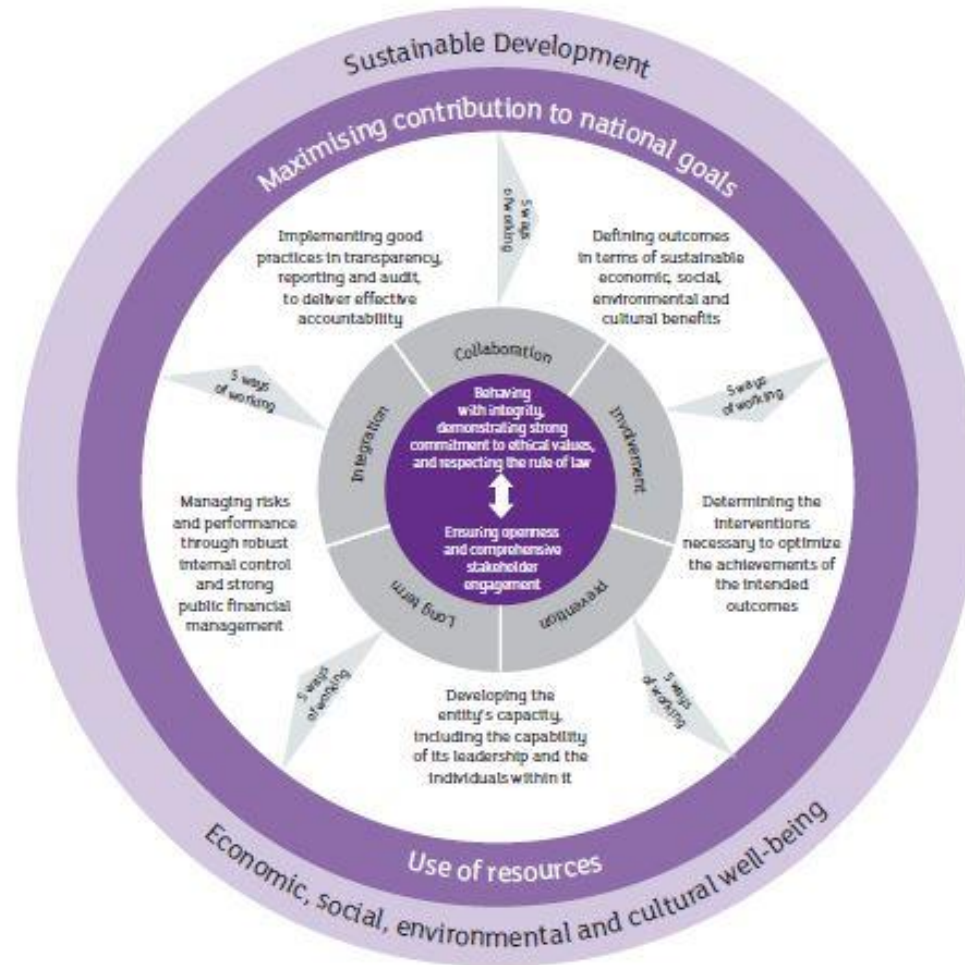 Sustainable Development
Maximising contribution to national goals
5 ways
of working
Implementing good
practices in transparency,
reporting and audit,
to deliver effective
accountability
Defining outcomes
in terms of sustainable
economic, social,
environmental and
cultural benefits
Collaboration
5 ways
of working
5 ways
of working
Integration
Involvement
Behaving
with integrity,
demonstrating strong
commitment to ethical values,
and respecting the rule of law
Managing risks
and performance
through robust
internal control
and strong
public financial
management
Determining the
interventions
necessary to optimize
the achievements of
the intended
outcomes
Ensuring openness
and comprehensive
stakeholder
engagement
Long term
prevention
5 ways
of working
5 ways
of working
Developing the
entity's capacity,
including the capability
of its leadership and the
individuals within it
Use of resources
Economic, social, environmental and cultural well-being